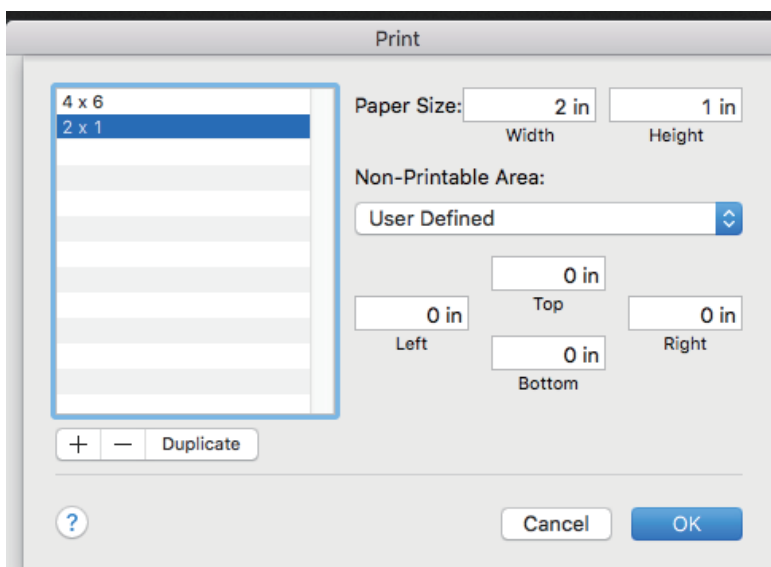 Print
4 x 6
2 x 1
Paper Size: 2 in 1 in
Width Height
Non-Printable Area:
User Defined
0 in
Top
0 in 0 in
Left Right
0 in
Bottom
+ − Duplicate
? Cancel OK